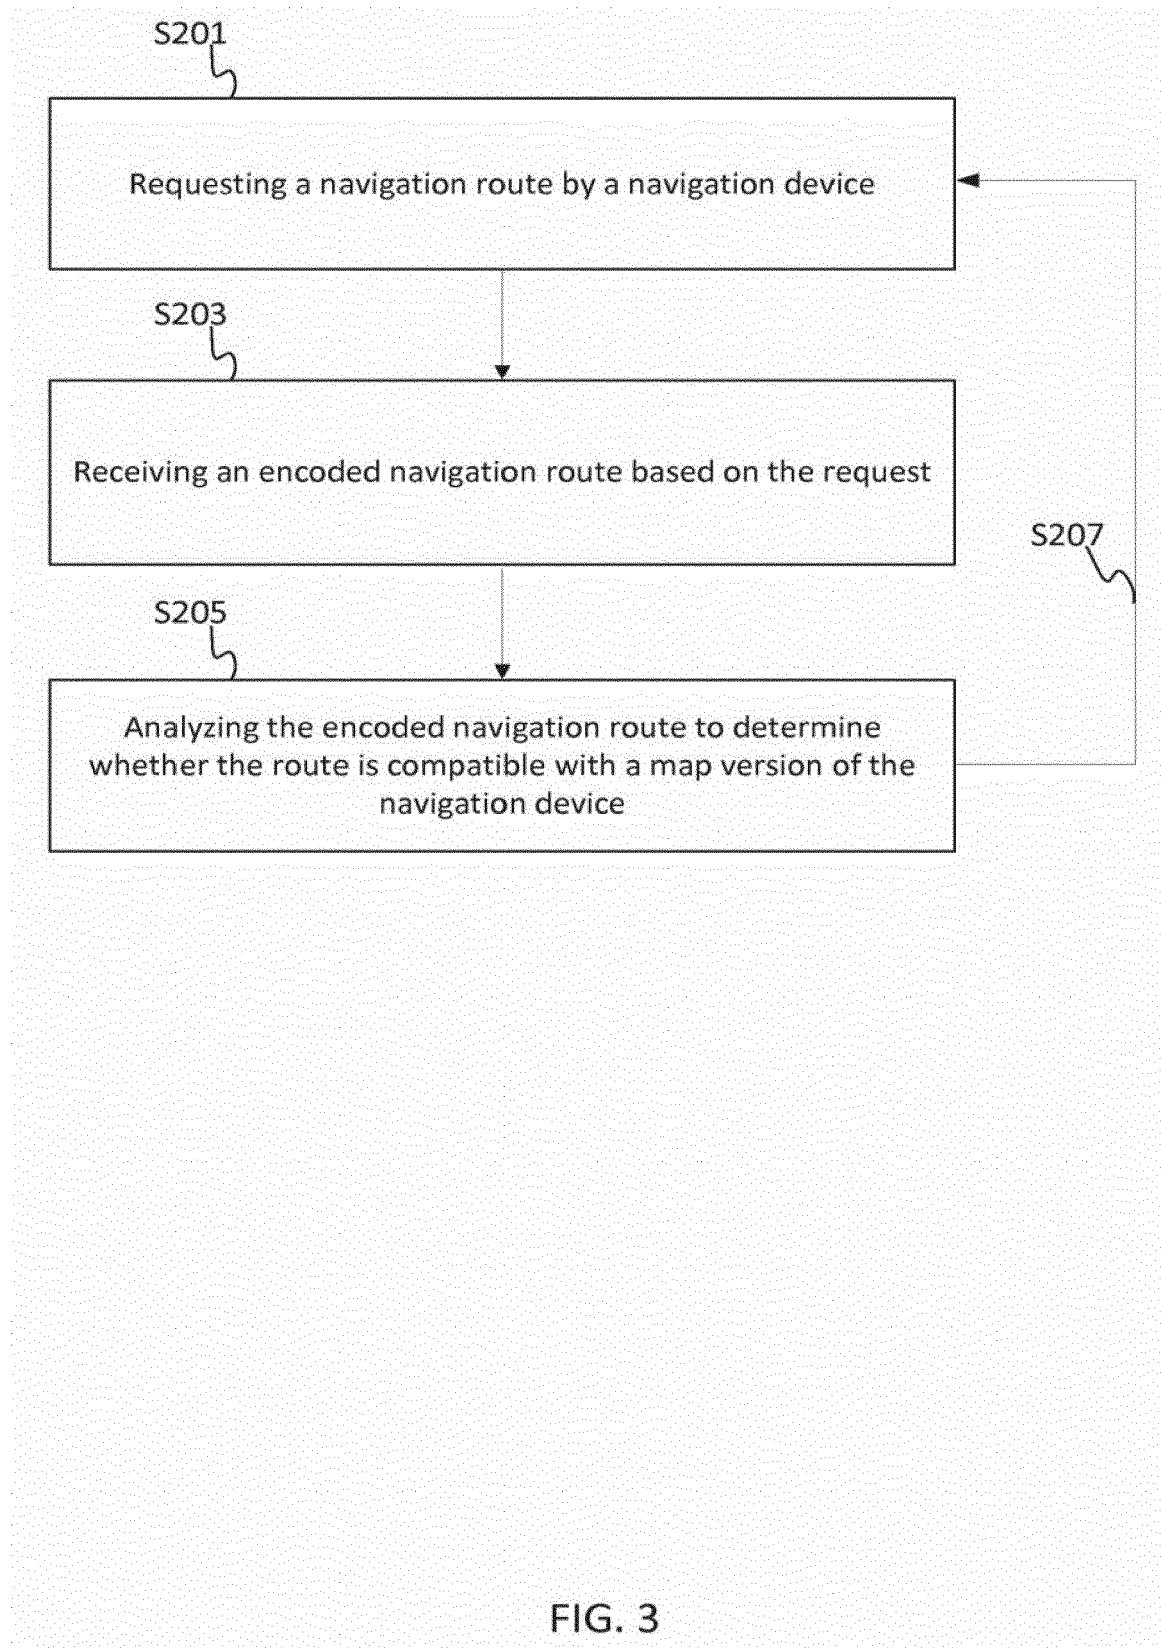 S201
Requesting a navigation route by a navigation device
S203
Receiving an encoded navigation route based on the request
S207
S205
Analyzing the encoded navigation route to determine
whether the route is compatible with a map version of the
navigation device
FIG. 3